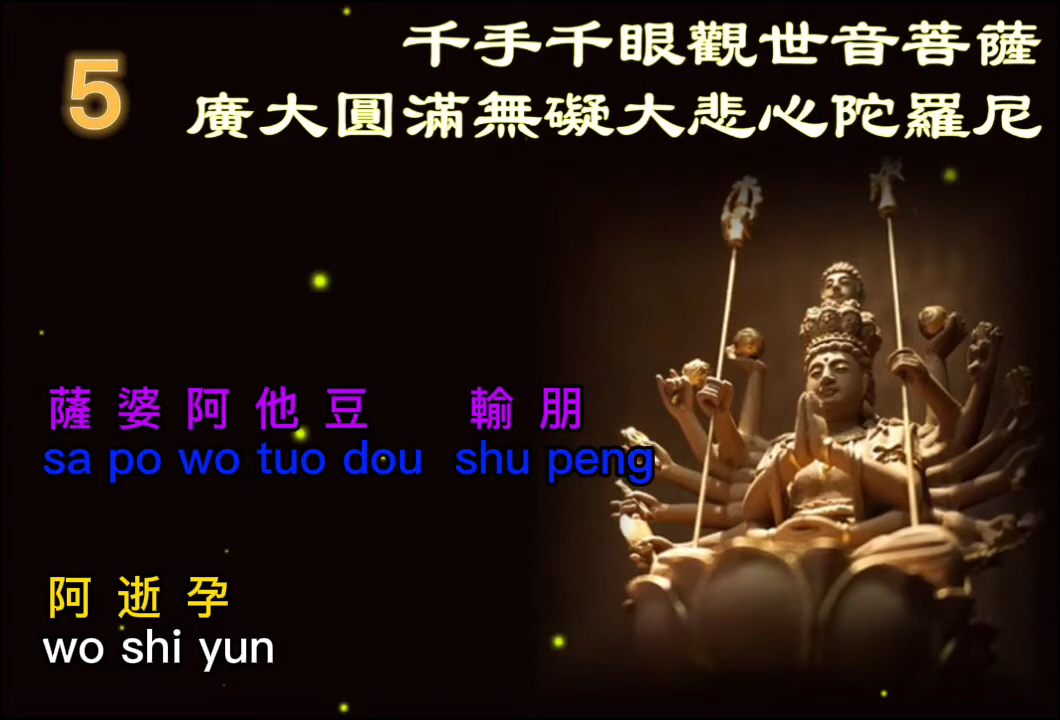 5
千手千眼觀世音菩薩
廣大圓滿無礙大悲心陀羅尼
薩婆阿他豆 輸朋
sa po wo tuo dou shu peng
阿逝孕
wo shi yun